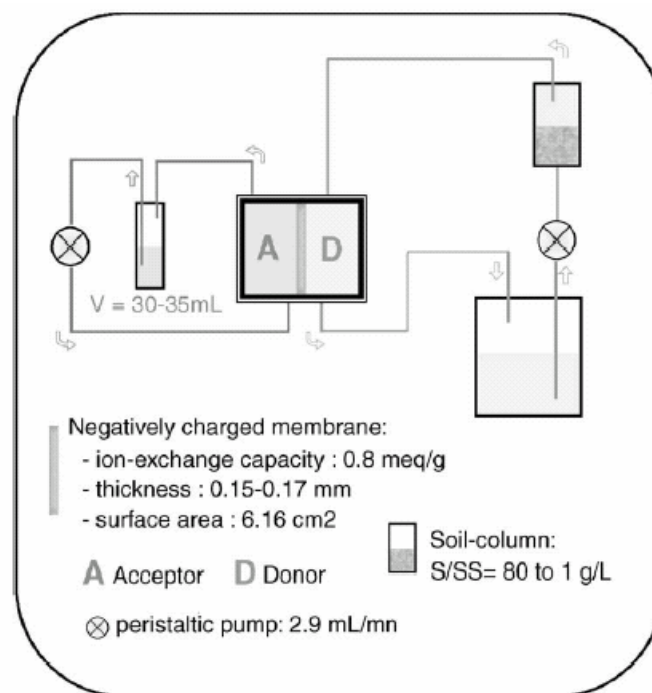 A D
V = 30-35mL
Negatively charged membrane:
- ion-exchange capacity : 0.8 meq/g
- thickness : 0.15-0.17 mm
- surface area : 6.16 cm2
Soil-column:
S/SS= 80 to 1 g/L
A Acceptor D Donor
peristaltic pump: 2.9 mL/mn